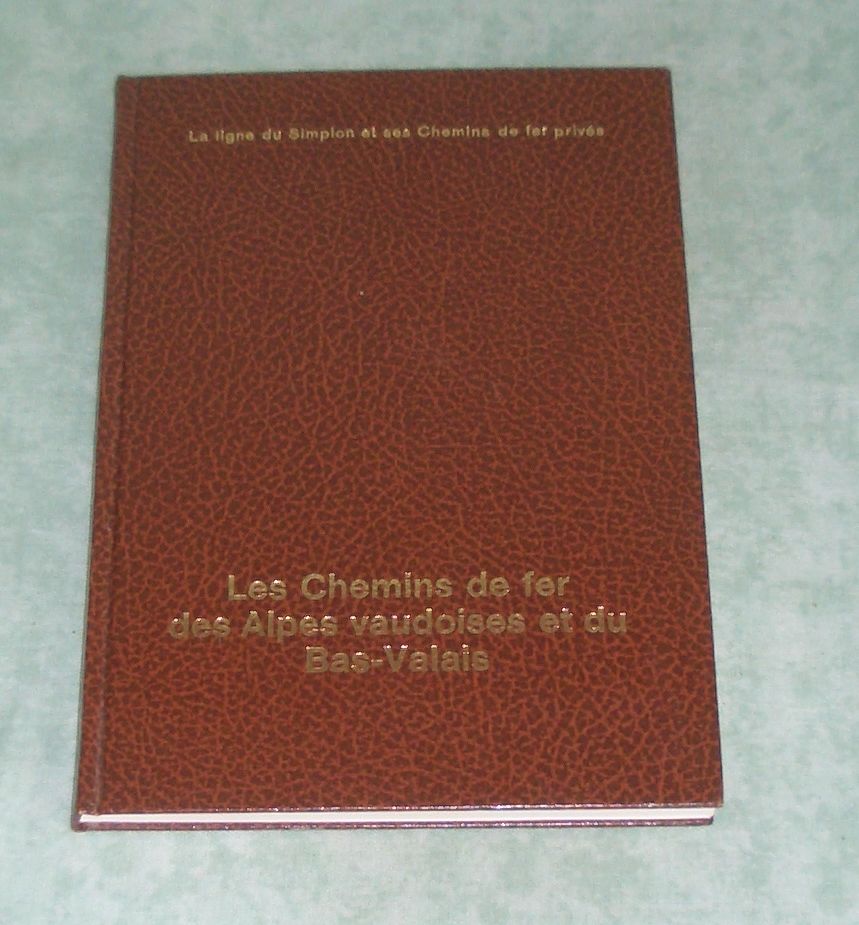 La ligne du Simplon et ses Chemins de fer privés
Les Chemins de fer
des Alpes vaudoises et du
Bas-Valais